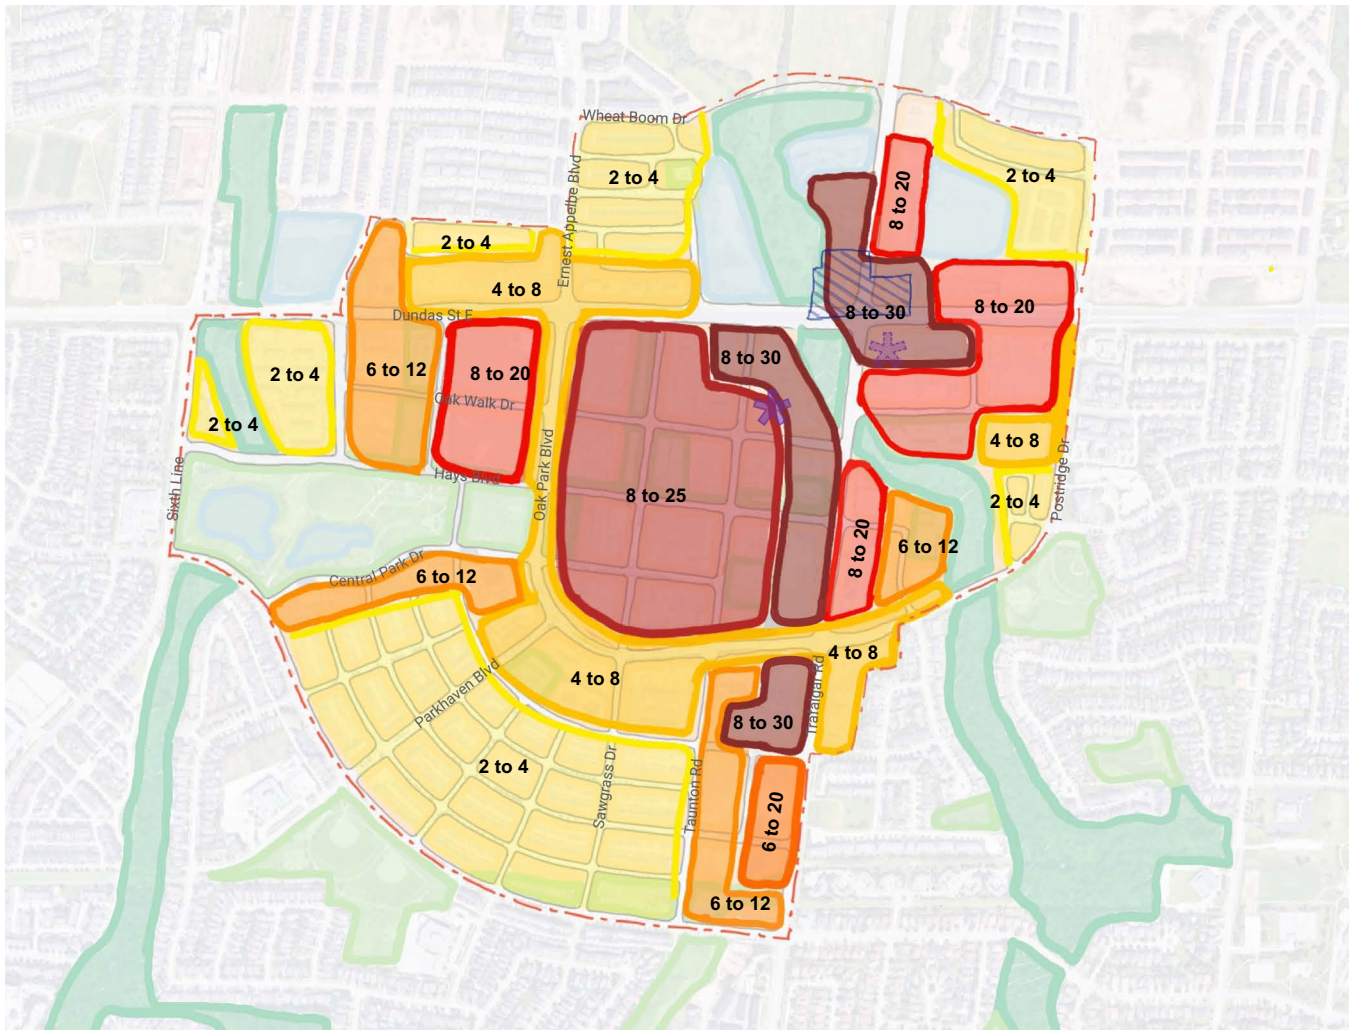 Wheat Boom Dr
2 to 4
2 to 4
8 to 20
Ernest Appelbe Blvd
2 to 4
4 to 8
8 to 30
8 to 20
Dundas St E
8 to 30
2 to 4
6 to 12
8 to 20
Oak Walk Dr
2 to 4
4 to 8
Hays Blvd
Oak Park Blvd
Sixth Line
8 to 25
Postridge Dr
2 to 4
8 to 20
6 to 12
Central Park Dr
6 to 12
4 to 8
4 to 8
Parkhaven Blvd
Trafalgar Rd
8 to 30
2 to 4
Sawgrass Dr
Taunton Rd
6 to 20
6 to 12